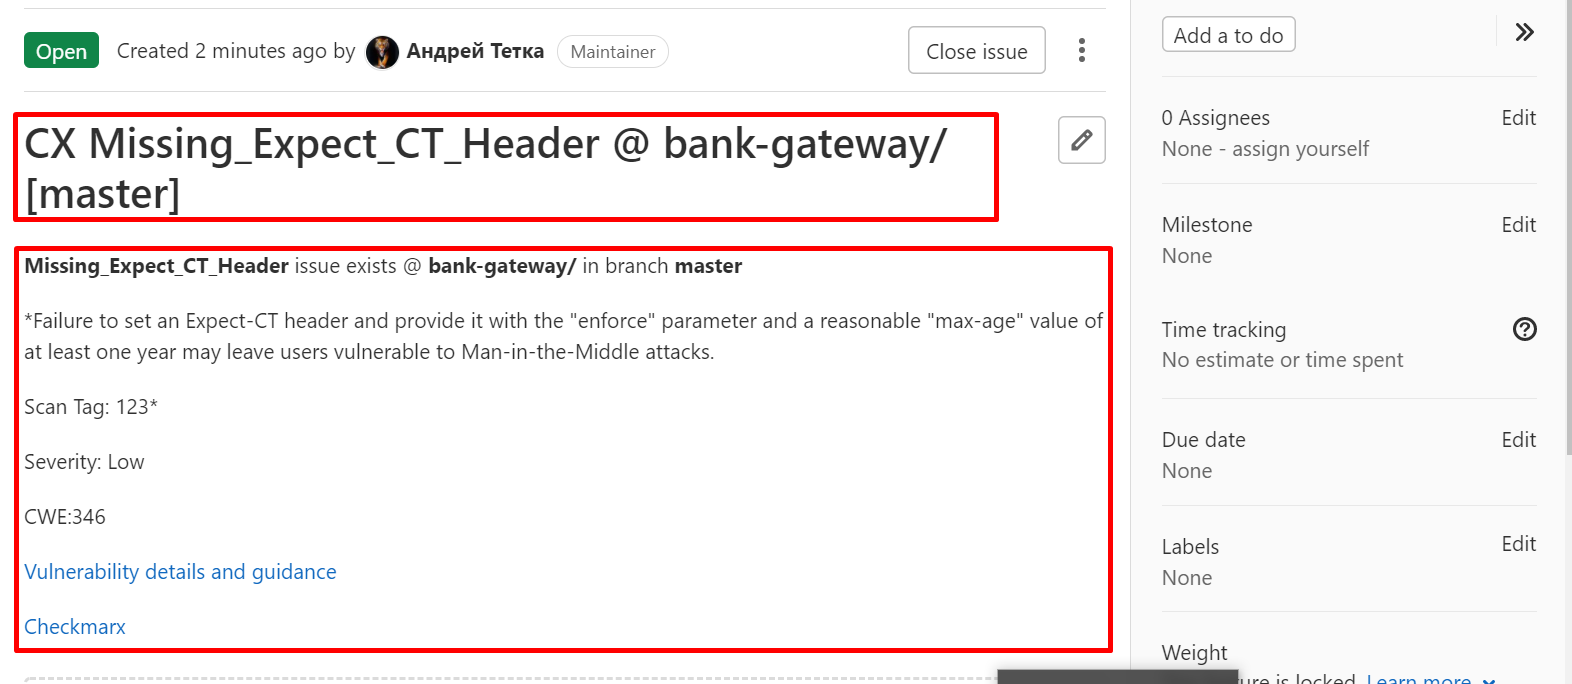 Open Created 2 minutes ago by Андрей Тетка Maintainer Close issue
CX Missing_Expect_CT_Header @ bank-gateway/
[master]
Missing_Expect_CT_Header issue exists @ bank-gateway/ in branch master
*Failure to set an Expect-CT header and provide it with the "enforce" parameter and a reasonable "max-age" value of
at least one year may leave users vulnerable to Man-in-the-Middle attacks.
Scan Tag: 123*
Severity: Low
CWE:346
Vulnerability details and guidance
Checkmarx
Add a to do
0 Assignees Edit
None - assign yourself
Milestone Edit
None
Time tracking
No estimate or time spent
Due date Edit
None
Labels Edit
None
Weight
is locked. Learn more